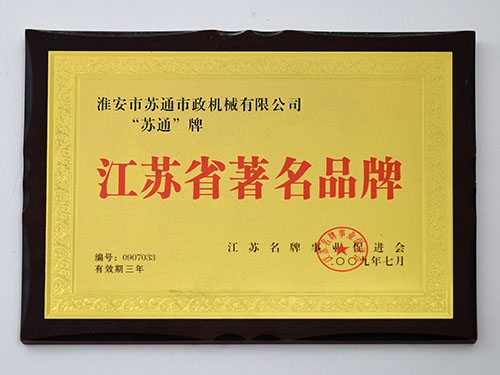 淮安市苏通市政机械有限公司
“苏通”牌
江苏省著名品牌
江苏名牌事业促进会
编号：0907033
二〇〇九年七月
有效期三年